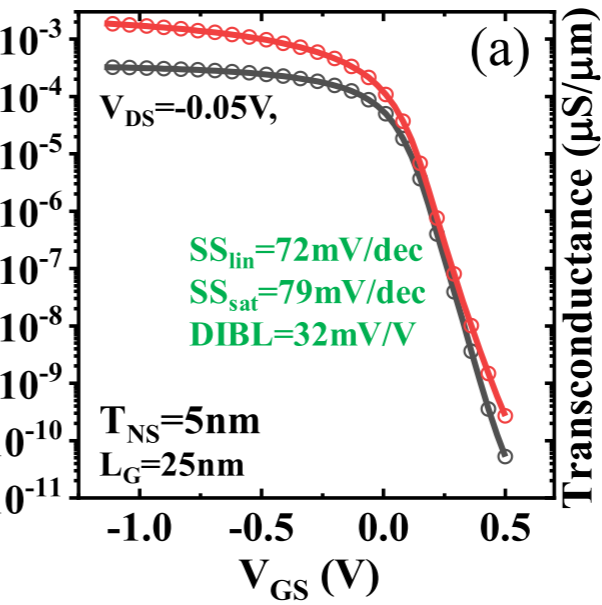 (a)
10⁻³
10⁻⁴
V_DS=-0.05V,
10⁻⁵
10⁻⁶
SS_lin=72mV/dec
10⁻⁷
SS_sat=79mV/dec
10⁻⁸
DIBL=32mV/V
10⁻⁹
T_NS=5nm
10⁻¹⁰
L_G=25nm
10⁻¹¹
-1.0 -0.5 0.0 0.5
V_GS (V)
Transconductance (μS/μm)